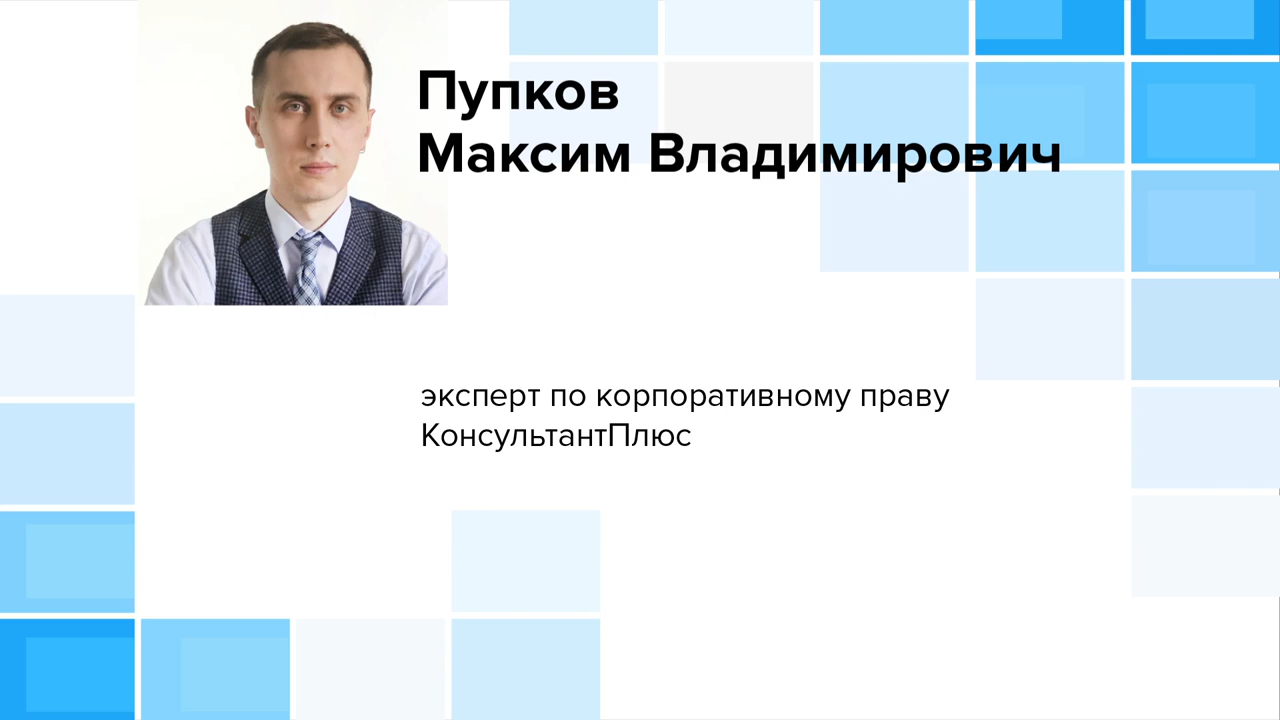 Пупков
Максим Владимирович
эксперт по корпоративному праву
КонсультантПлюс